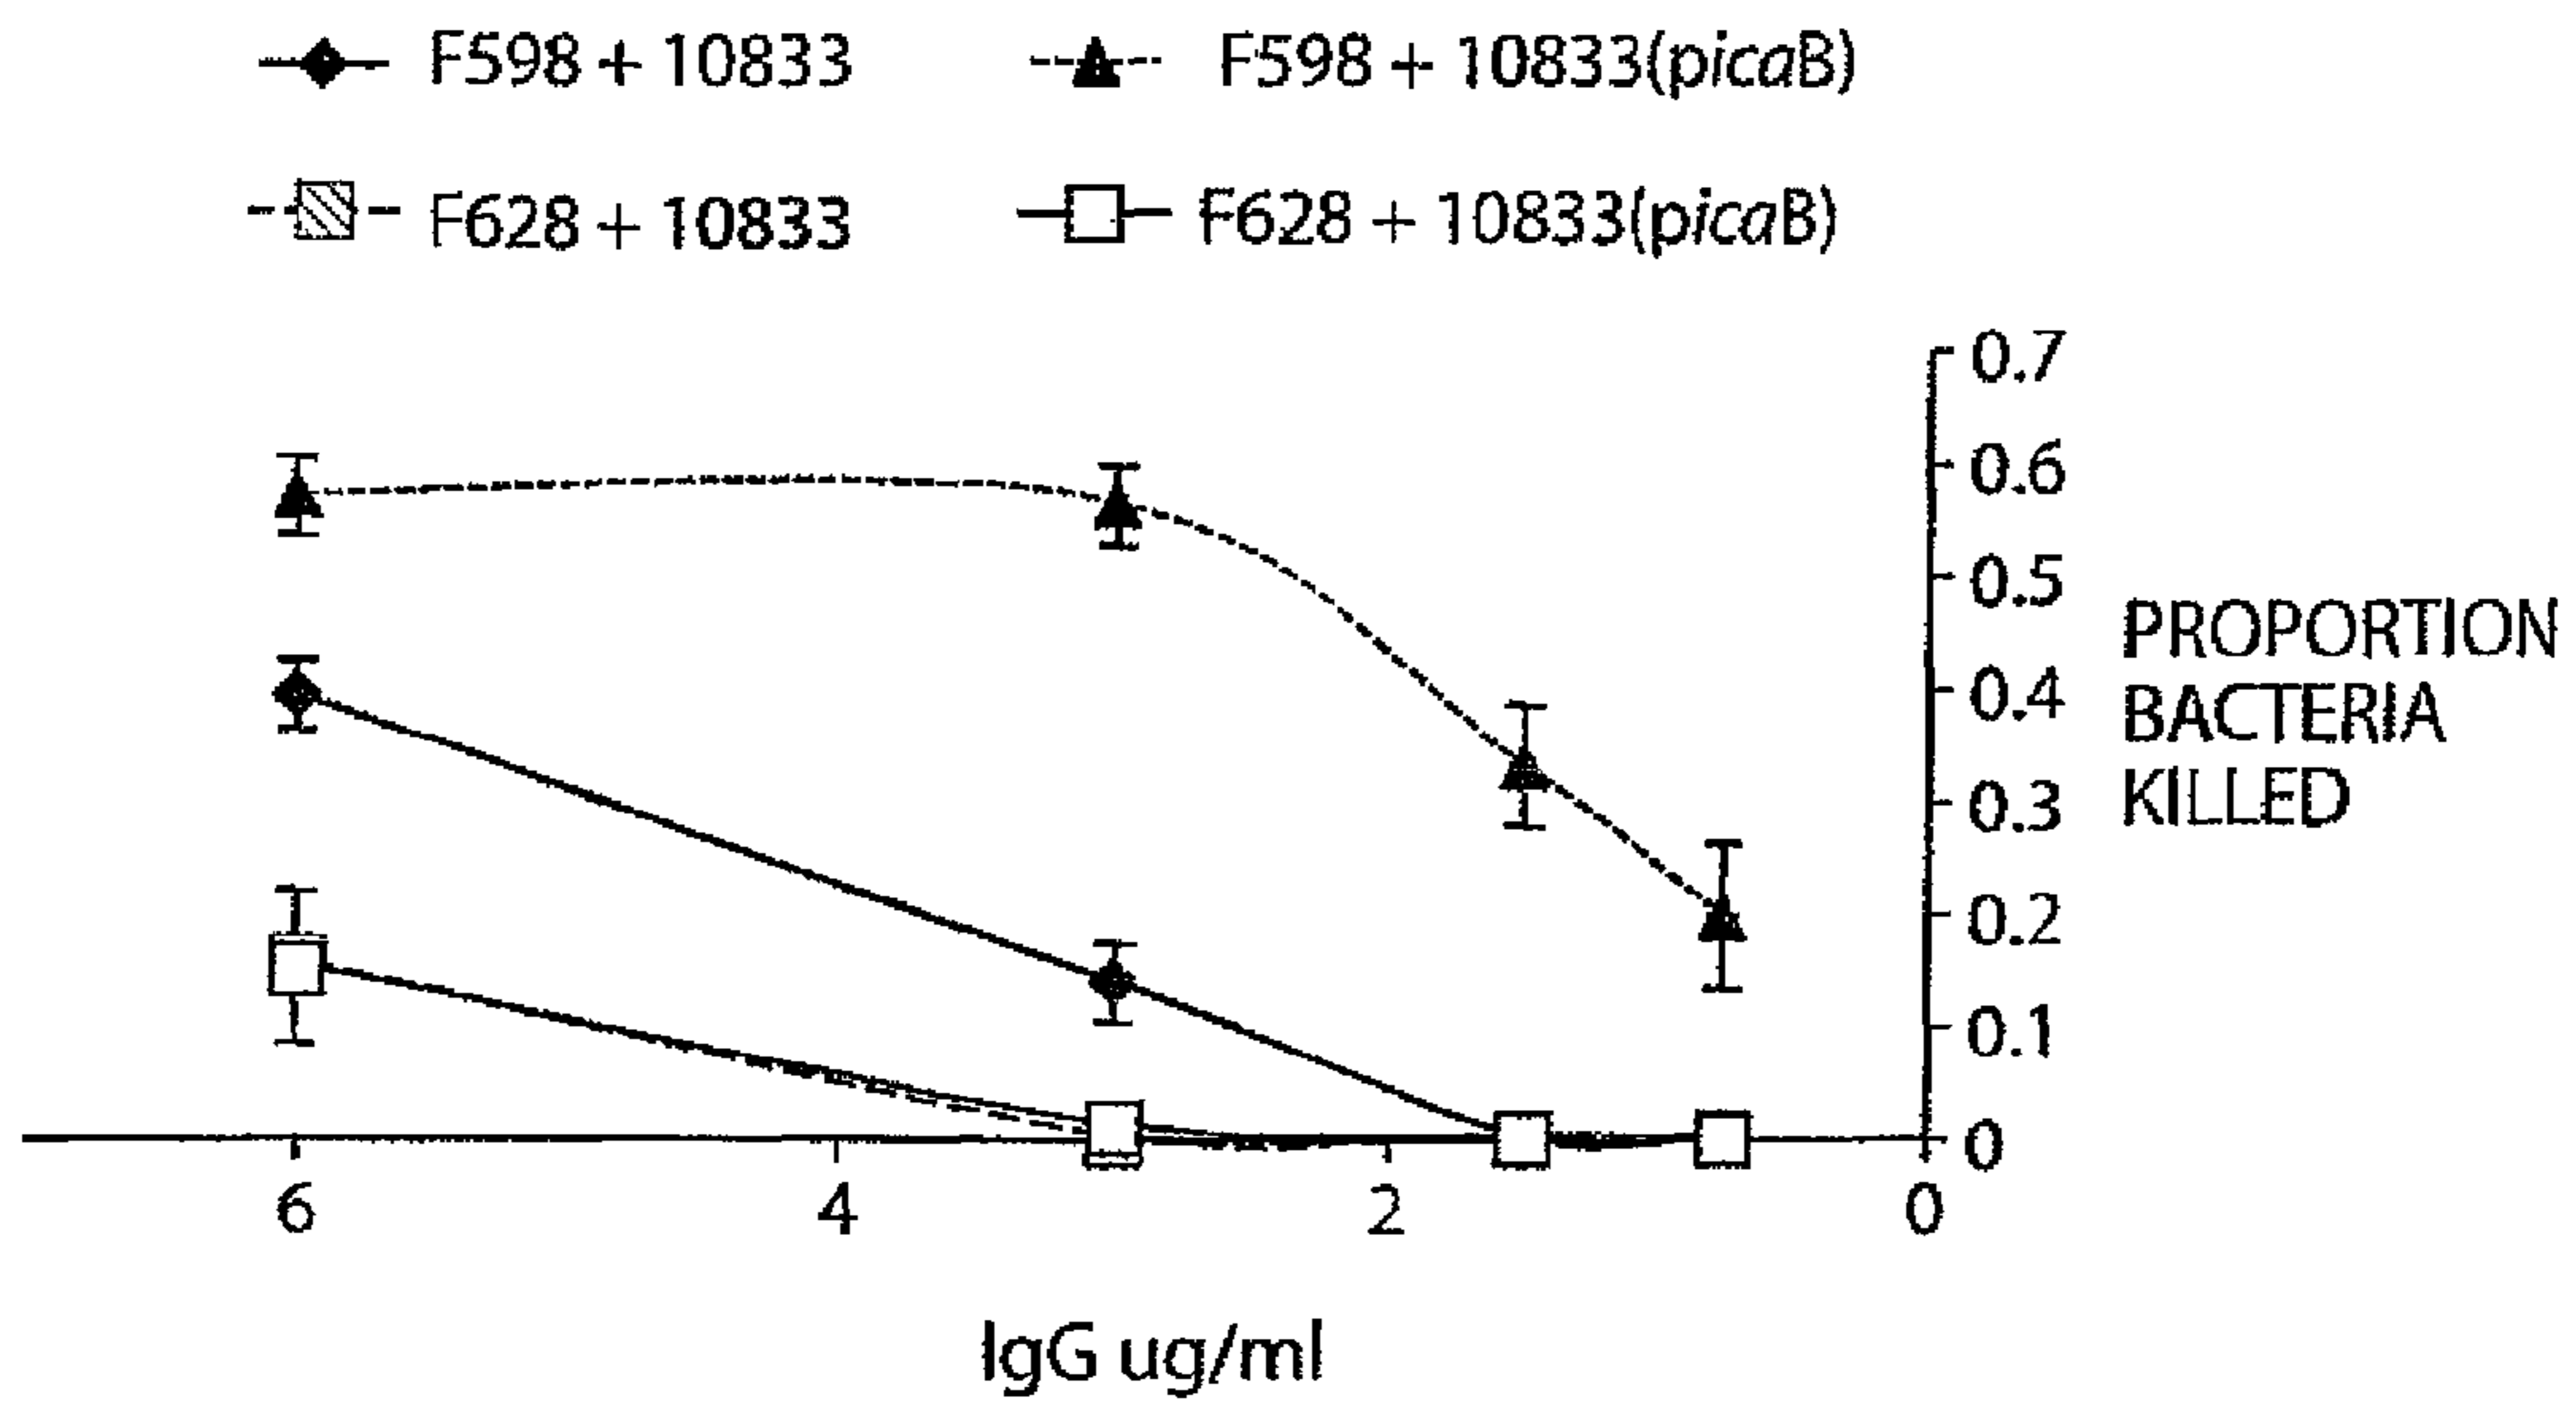 F598 + 10833
F598 + 10833(picaB)
F628 + 10833
F628 + 10833(picaB)
0.7
0.6
0.5
0.4
0.3
0.2
0.1
0
PROPORTION
BACTERIA
KILLED
6 4 2 0
IgG ug/ml